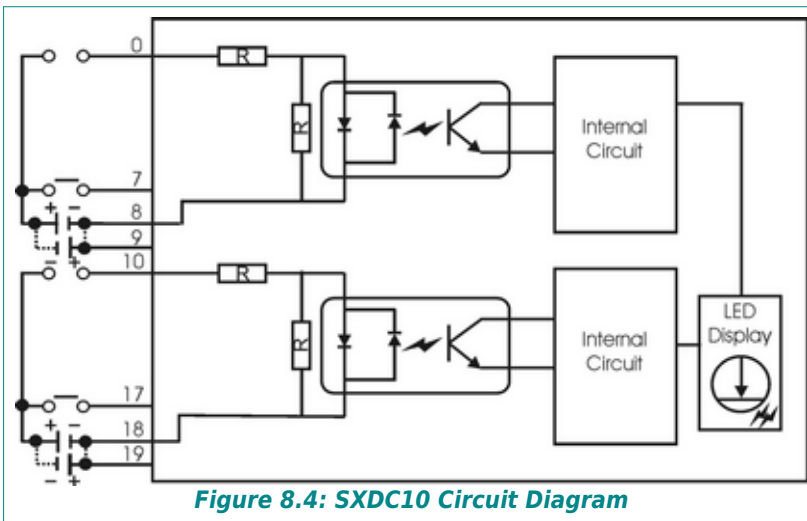 0
R
R
Internal
Circuit
7
+ -
8
9
- +
10
R
R
Internal
Circuit
LED
Display
17
+ -
18
19
- +
Figure 8.4: SXDC10 Circuit Diagram